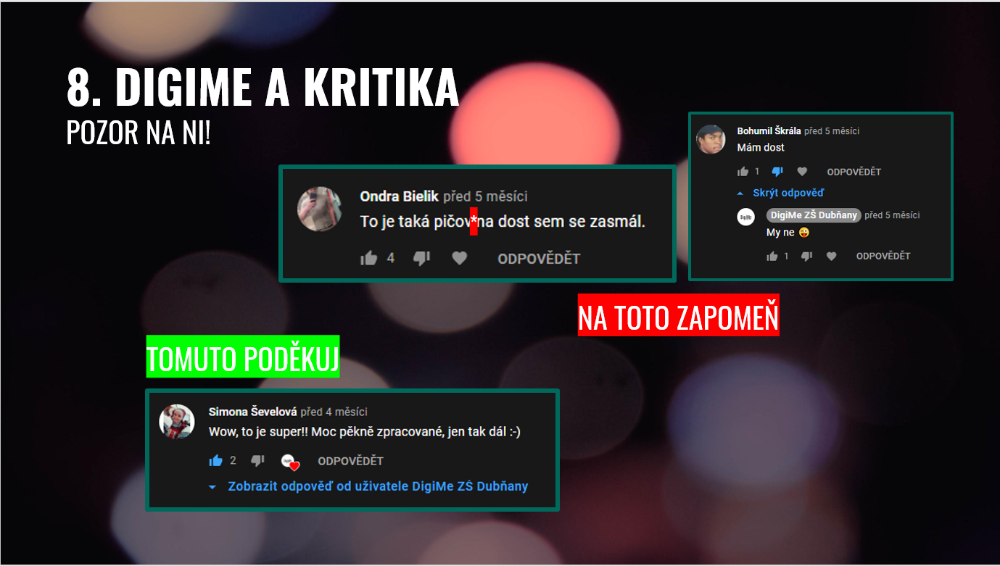 8. DIGIME A KRITIKA
POZOR NA NI!
Ondra Bielik před 5 měsíci
To je taká pičov*na dost sem se zasmál.
4 ODPOVĚDĚT
Bohumil Škrála před 5 měsíci
Mám dost
1 ODPOVĚDĚT
Skrýt odpověď
DigiMe ZŠ Dubňany před 5 měsíci
My ne 😜
1 ODPOVĚDĚT
NA TOTO ZAPOMEŇ
TOMUTO PODĚKUJ
Simona Ševelová před 4 měsíci
Wow, to je super!! Moc pěkně zpracované, jen tak dál :-)
2 ODPOVĚDĚT
Zobrazit odpověď od uživatele DigiMe ZŠ Dubňany